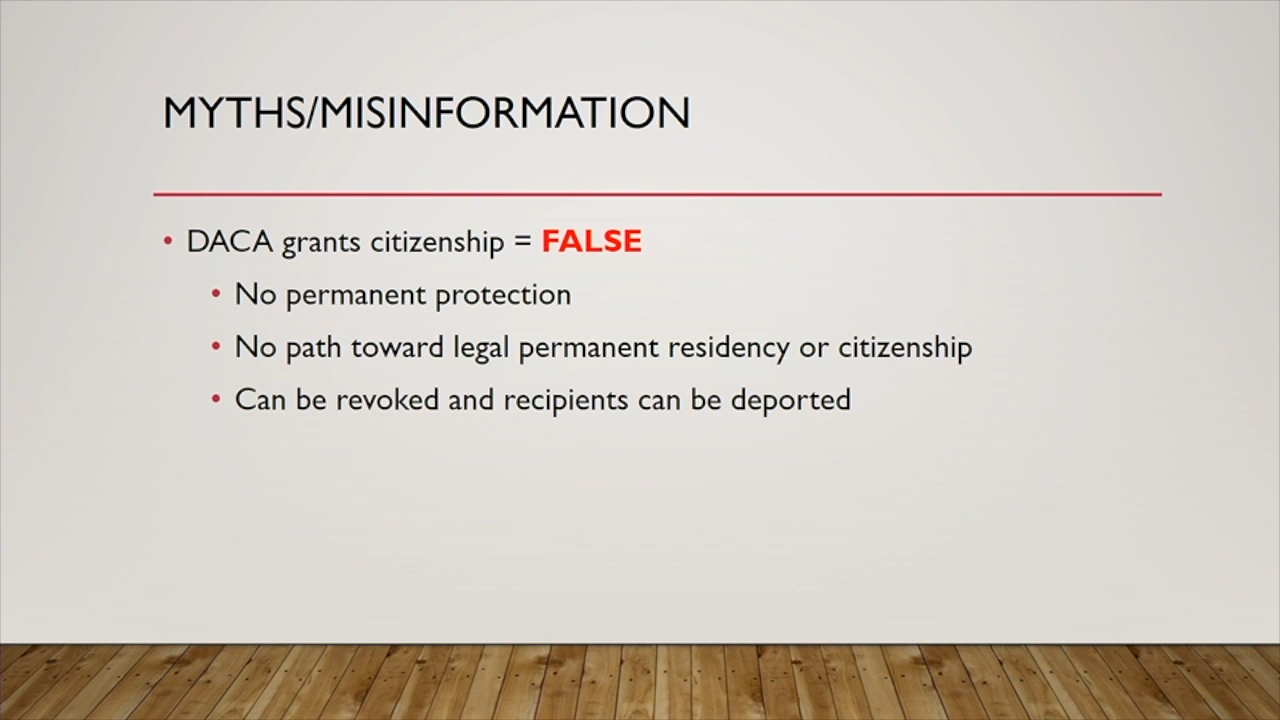 MYTHS/MISINFORMATION
• DACA grants citizenship = FALSE
• No permanent protection
• No path toward legal permanent residency or citizenship
• Can be revoked and recipients can be deported